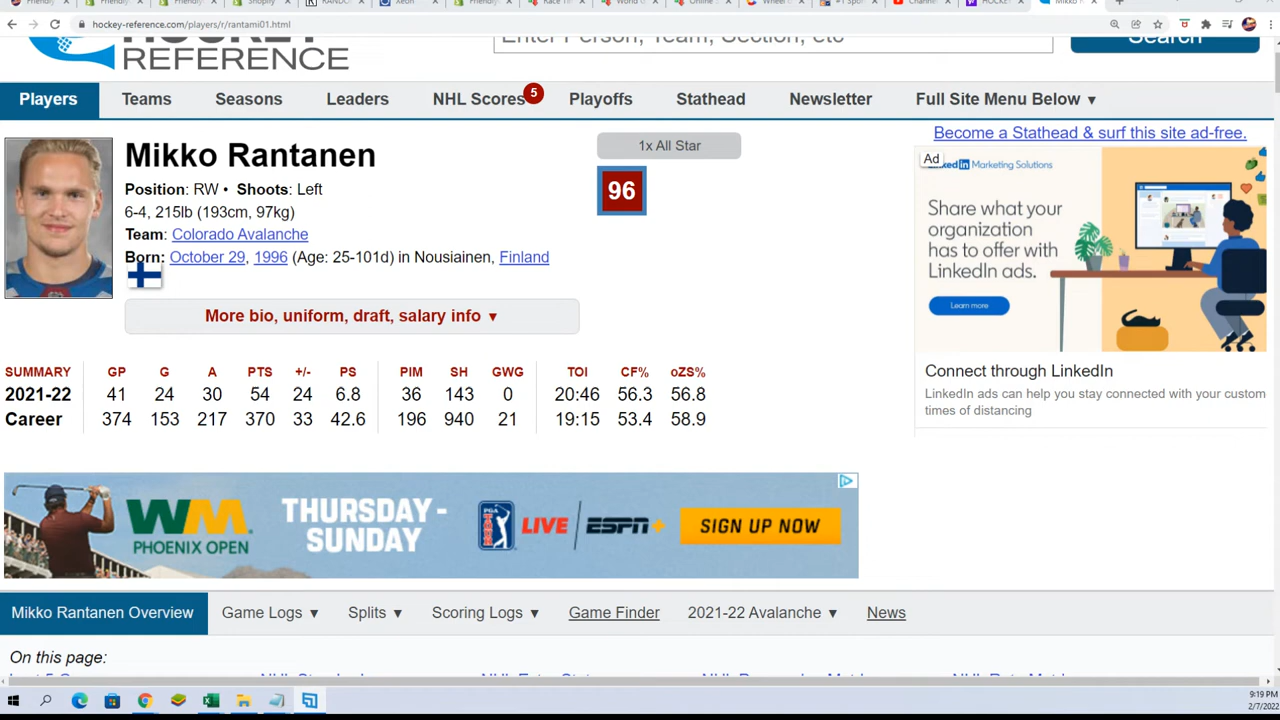 Shopify
hockey-reference.com/players/r/rantami01.html
HOCKEY
REFERENCE
Enter Person, Team, Section, etc
Search
Players Teams Seasons Leaders NHL Scores 5 Playoffs Stathead Newsletter Full Site Menu Below ▼
Become a Stathead & surf this site ad-free.
Mikko Rantanen
Position: RW • Shoots: Left
6-4, 215lb (193cm, 97kg)
Team: Colorado Avalanche
Born: October 29, 1996 (Age: 25-101d) in Nousiainen, Finland
More bio, uniform, draft, salary info ▼
1x All Star
96
Ad
Marketing Solutions
Share what your
organization
has to offer with
LinkedIn ads.
Learn more
Connect through LinkedIn
LinkedIn ads can help you stay connected with your custom
times of distancing
SUMMARY GP G A PTS +/- PS PIM SH GWG TOI CF% oZS%
2021-22 41 24 30 54 24 6.8 36 143 0 20:46 56.3 56.8
Career 374 153 217 370 33 42.6 196 940 21 19:15 53.4 58.9
WM
PHOENIX OPEN
THURSDAY -
SUNDAY
PGA TOUR LIVE ESPN+
SIGN UP NOW
Mikko Rantanen Overview Game Logs ▼ Splits ▼ Scoring Logs ▼ Game Finder 2021-22 Avalanche ▼ News
On this page:
9:19 PM
2/7/2022